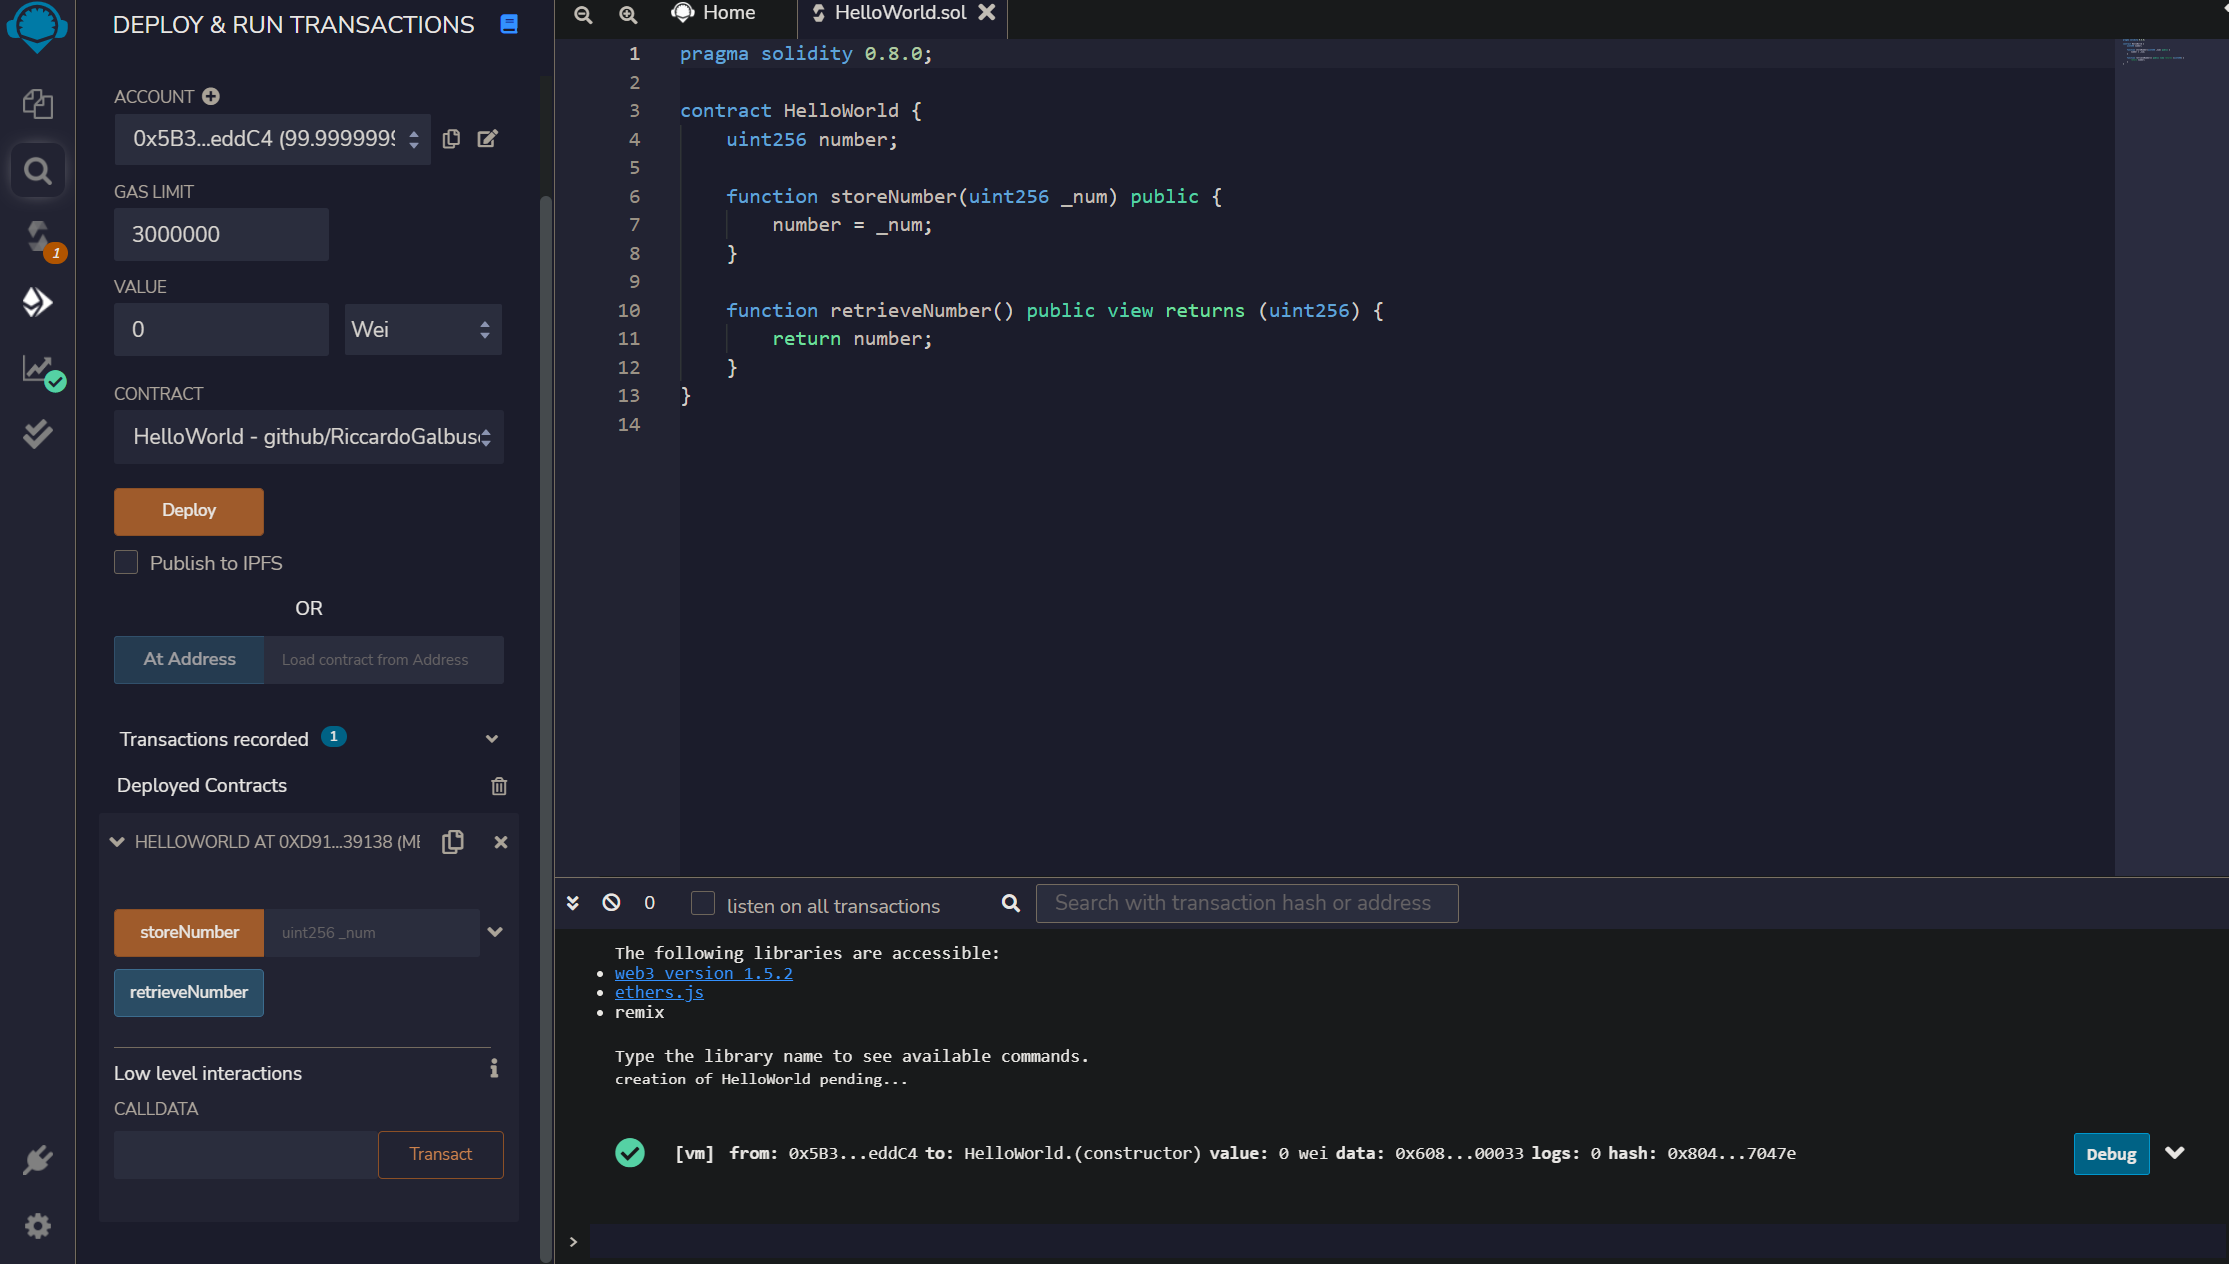 DEPLOY & RUN TRANSACTIONS
ACCOUNT
0x5B3...eddC4 (99.9999999
GAS LIMIT
3000000
VALUE
0
Wei
CONTRACT
HelloWorld - github/RiccardoGalbus
Deploy
Publish to IPFS
OR
At Address
Load contract from Address
Transactions recorded 1
Deployed Contracts
HELLOWORLD AT 0XD91...39138 (ME
storeNumber
uint256 _num
retrieveNumber
Low level interactions
i
CALLDATA
Transact
1
Home
HelloWorld.sol
1 pragma solidity 0.8.0;
2
3 contract HelloWorld {
4 uint256 number;
5
6 function storeNumber(uint256 _num) public {
7 number = _num;
8 }
9
10 function retrieveNumber() public view returns (uint256) {
11 return number;
12 }
13 }
14
0
listen on all transactions
Search with transaction hash or address
The following libraries are accessible:
• web3 version 1.5.2
• ethers.js
• remix
Type the library name to see available commands.
creation of HelloWorld pending...
[vm] from: 0x5B3...eddC4 to: HelloWorld.(constructor) value: 0 wei data: 0x608...00033 logs: 0 hash: 0x804...7047e
Debug
>